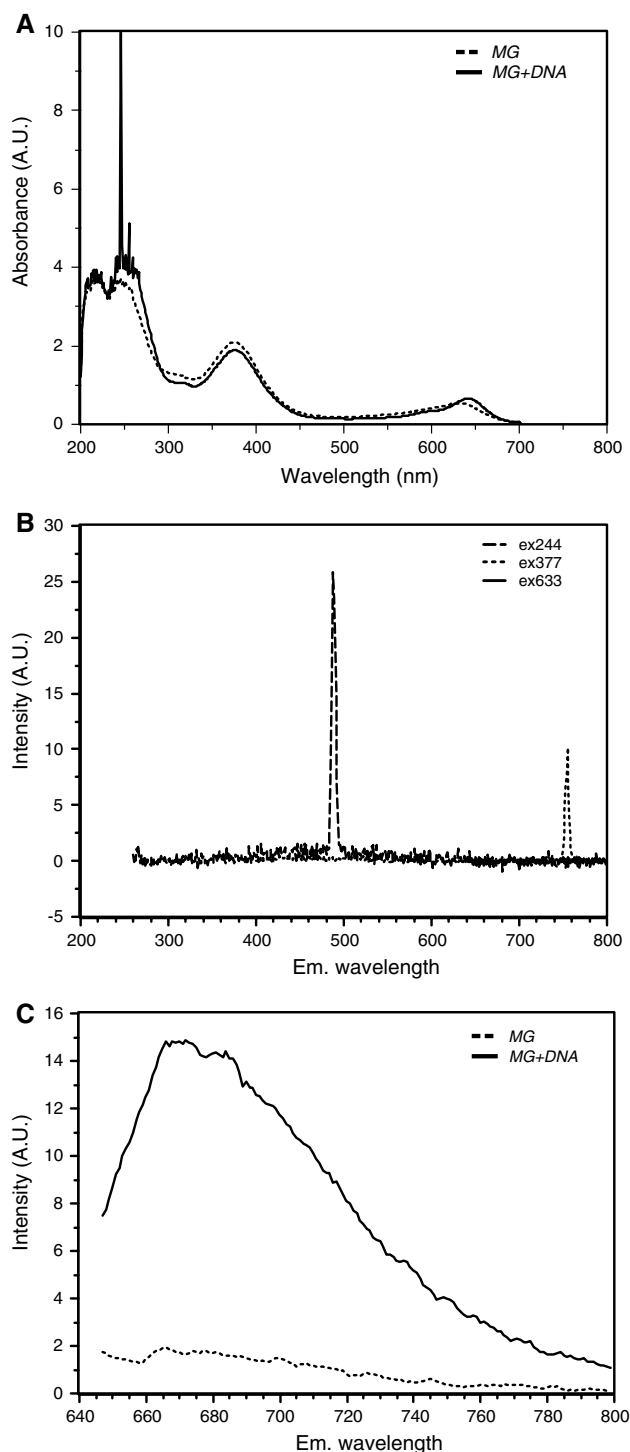 A
10
8
6
4
2
0
Absorbance (A.U.)
MG
MG+DNA
200 300 400 500 600 700 800
Wavelength (nm)
B
30
25
20
15
10
5
0
-5
Intensity (A.U.)
ex244
ex377
ex633
200 300 400 500 600 700 800
Em. wavelength
C
16
14
12
10
8
6
4
2
0
Intensity (A.U.)
MG
MG+DNA
640 660 680 700 720 740 760 780 800
Em. wavelength